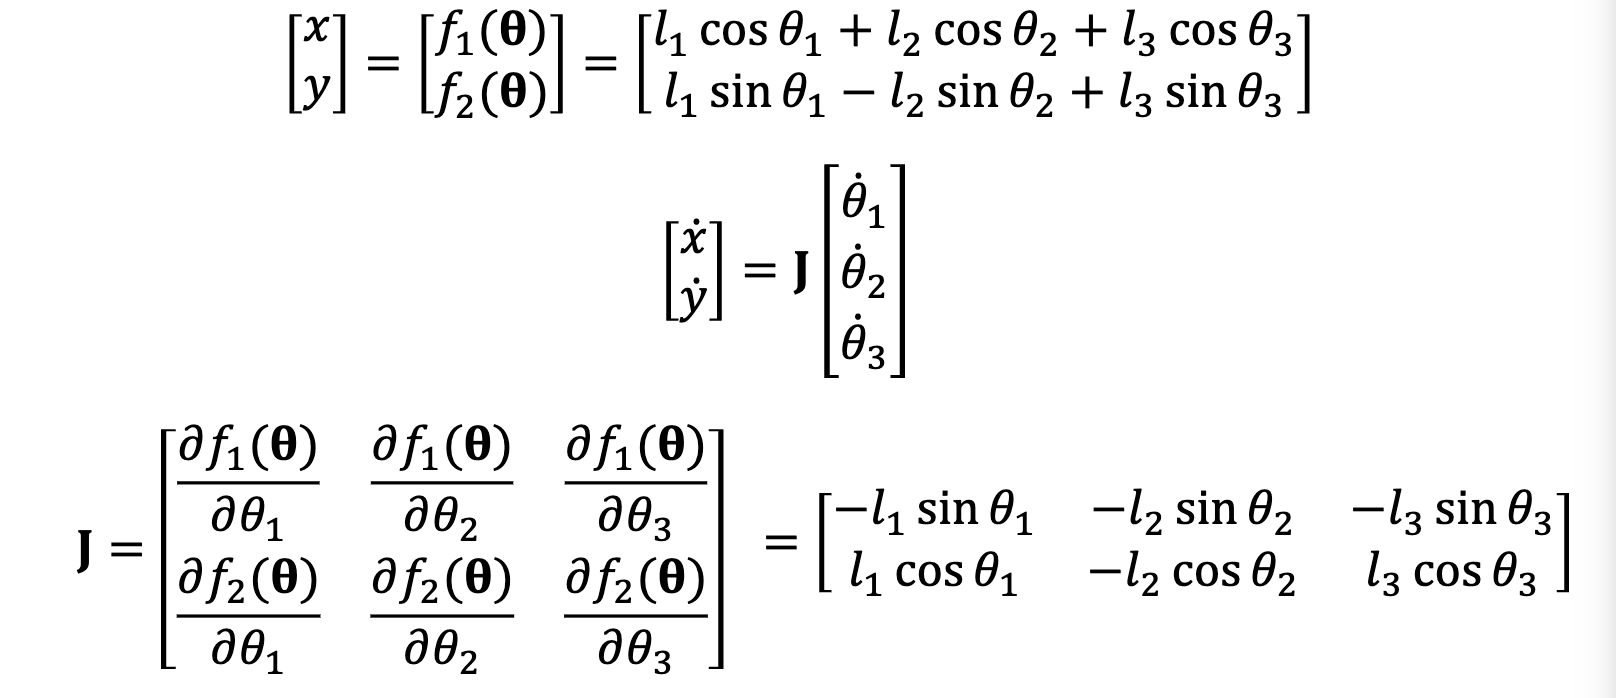 [x; y] = [f₁(𝛉); f₂(𝛉)] = [l₁ cos θ₁ + l₂ cos θ₂ + l₃ cos θ₃; l₁ sin θ₁ − l₂ sin θ₂ + l₃ sin θ₃]
[ẋ; ẏ] = 𝐉 [θ̇₁; θ̇₂; θ̇₃]
𝐉 = [∂f₁(𝛉)/∂θ₁ ∂f₁(𝛉)/∂θ₂ ∂f₁(𝛉)/∂θ₃; ∂f₂(𝛉)/∂θ₁ ∂f₂(𝛉)/∂θ₂ ∂f₂(𝛉)/∂θ₃] = [−l₁ sin θ₁ −l₂ sin θ₂ −l₃ sin θ₃; l₁ cos θ₁ −l₂ cos θ₂ l₃ cos θ₃]